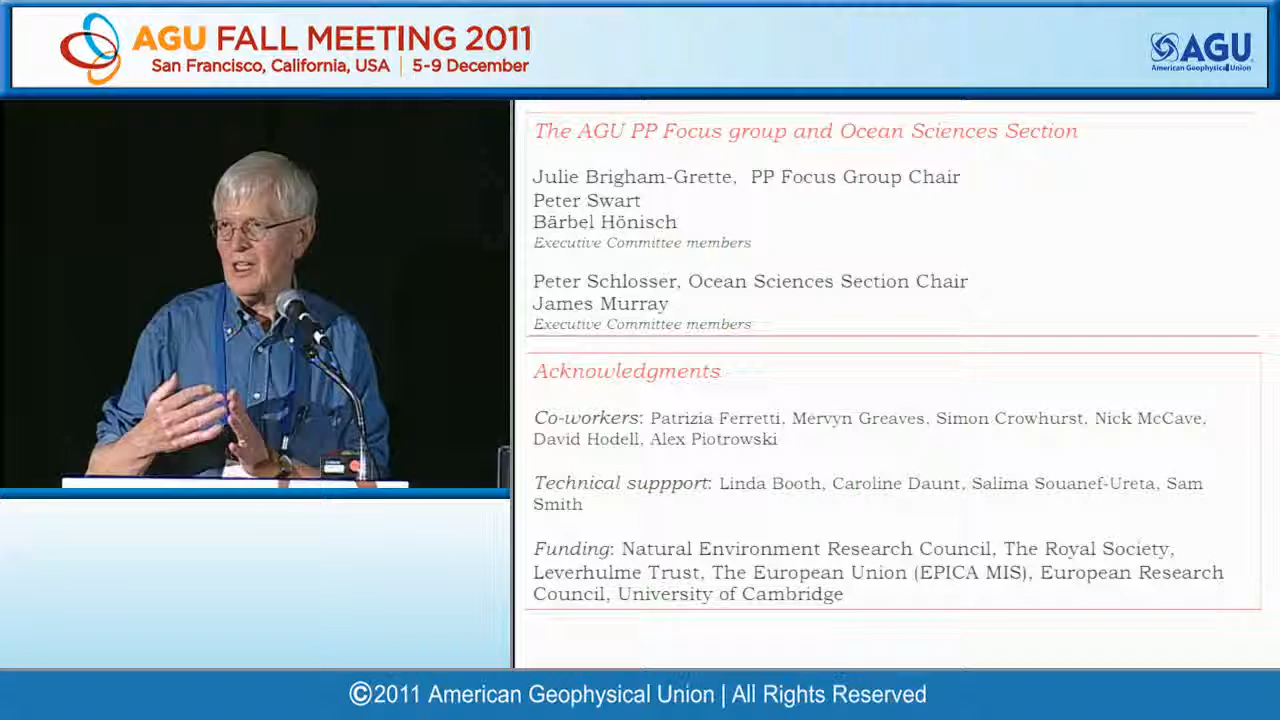 AGU FALL MEETING 2011
San Francisco, California, USA | 5-9 December
AGU
American Geophysical Union
The AGU PP Focus group and Ocean Sciences Section
Julie Brigham-Grette, PP Focus Group Chair
Peter Swart
Bärbel Hönisch
Executive Committee members
Peter Schlosser, Ocean Sciences Section Chair
James Murray
Executive Committee members
Acknowledgments
Co-workers: Patrizia Ferretti, Mervyn Greaves, Simon Crowhurst, Nick McCave,
David Hodell, Alex Piotrowski
Technical suppport: Linda Booth, Caroline Daunt, Salima Souanef-Ureta, Sam
Smith
Funding: Natural Environment Research Council, The Royal Society,
Leverhulme Trust, The European Union (EPICA MIS), European Research
Council, University of Cambridge
©2011 American Geophysical Union | All Rights Reserved